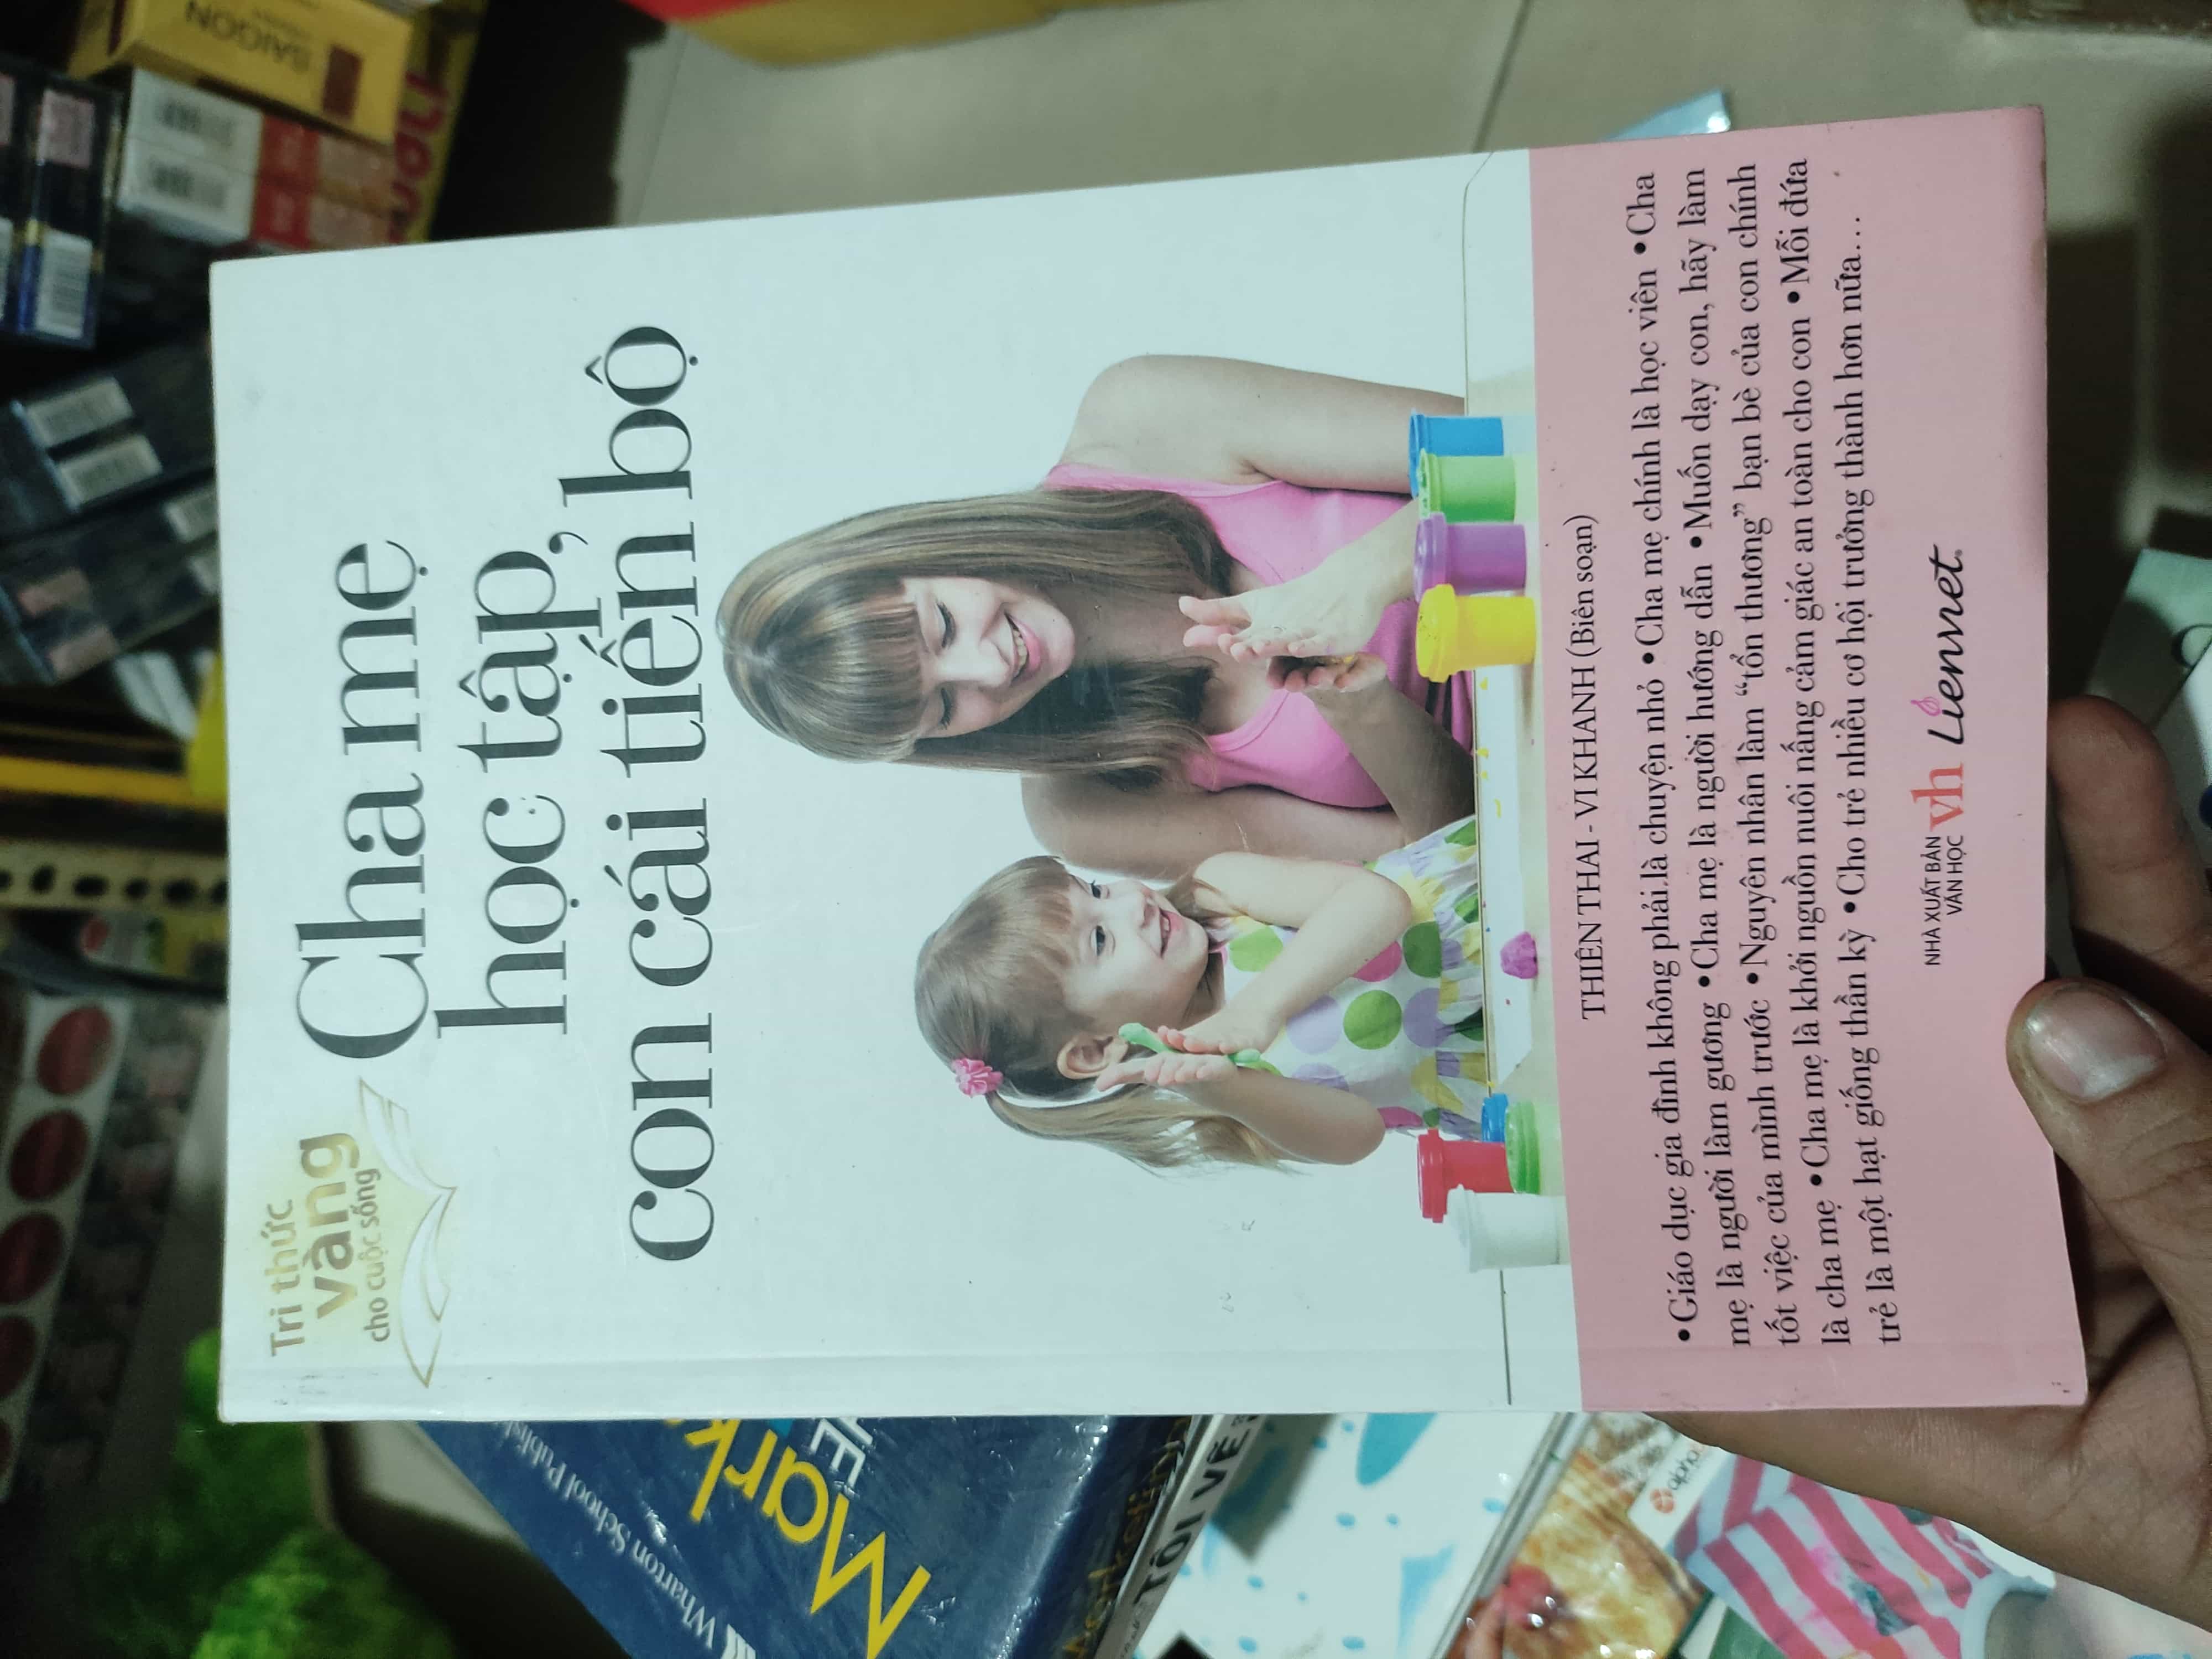 Tri thức
vàng
cho cuộc sống
Cha mẹ
học tập,
con cái tiến bộ
THIÊN THAI - VI KHANH (Biên soạn)
•Giáo dục gia đình không phải là chuyện nhỏ •Cha mẹ chính là học viên •Cha
mẹ là người làm gương •Cha mẹ là người hướng dẫn •Muốn dạy con, hãy làm
tốt việc của mình trước •Nguyên nhân làm “tổn thương” bạn bè của con chính
là cha mẹ •Cha mẹ là khởi nguồn nuôi nấng cảm giác an toàn cho con •Mỗi đứa
trẻ là một hạt giống thần kỳ •Cho trẻ nhiều cơ hội trưởng thành hơn nữa...
NHÀ XUẤT BẢN
VĂN HỌC
vh
Lienviet
SAIGON
Wharton School Publish
Mark
TÔI VẼ
alpha